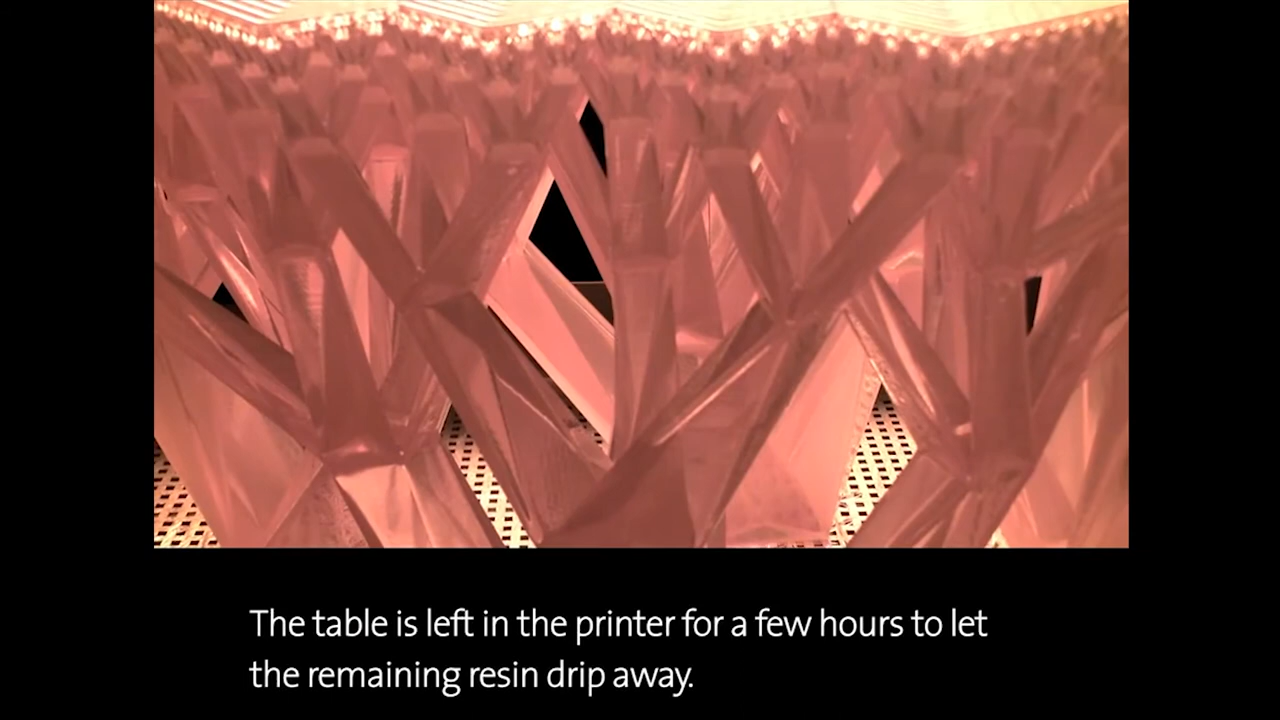 The table is left in the printer for a few hours to let
the remaining resin drip away.